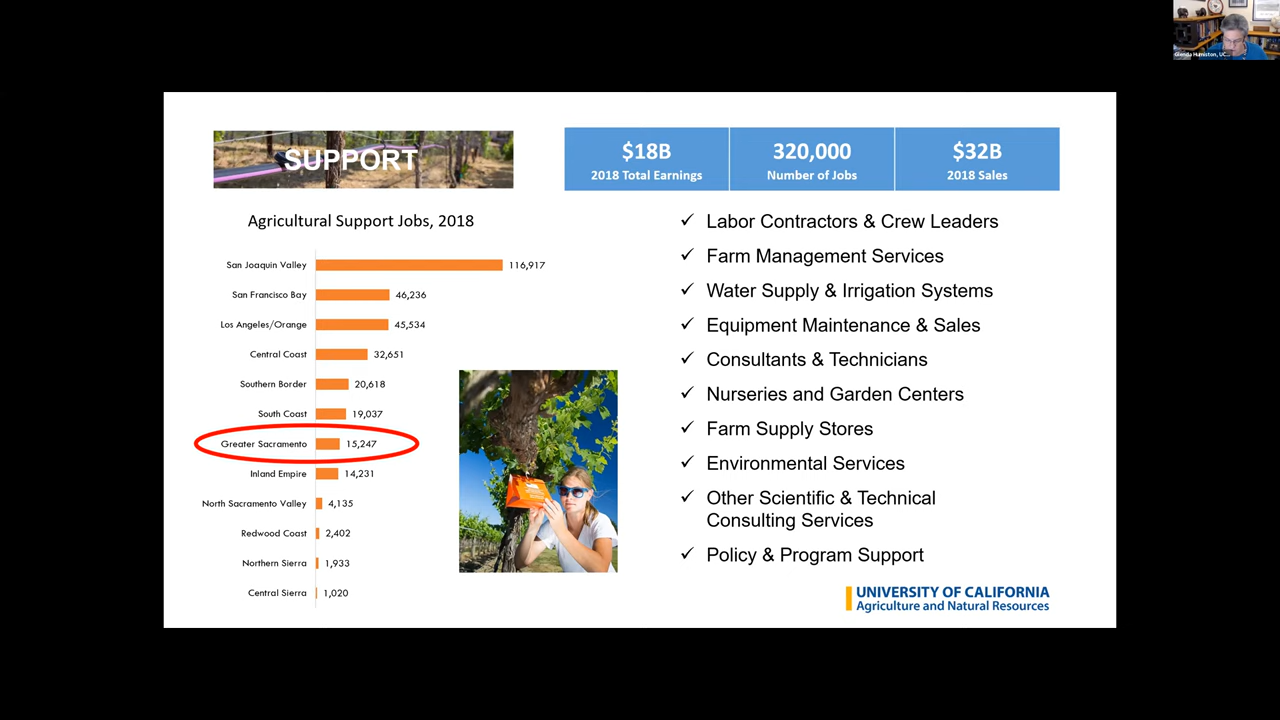 Glenda Humiston, UC...
SUPPORT
$18B
2018 Total Earnings
320,000
Number of Jobs
$32B
2018 Sales
Agricultural Support Jobs, 2018
San Joaquin Valley 116,917
San Francisco Bay 46,236
Los Angeles/Orange 45,534
Central Coast 32,651
Southern Border 20,618
South Coast 19,037
Greater Sacramento 15,247
Inland Empire 14,231
North Sacramento Valley 4,135
Redwood Coast 2,402
Northern Sierra 1,933
Central Sierra 1,020
✓ Labor Contractors & Crew Leaders
✓ Farm Management Services
✓ Water Supply & Irrigation Systems
✓ Equipment Maintenance & Sales
✓ Consultants & Technicians
✓ Nurseries and Garden Centers
✓ Farm Supply Stores
✓ Environmental Services
✓ Other Scientific & Technical
Consulting Services
✓ Policy & Program Support
UNIVERSITY OF CALIFORNIA
Agriculture and Natural Resources